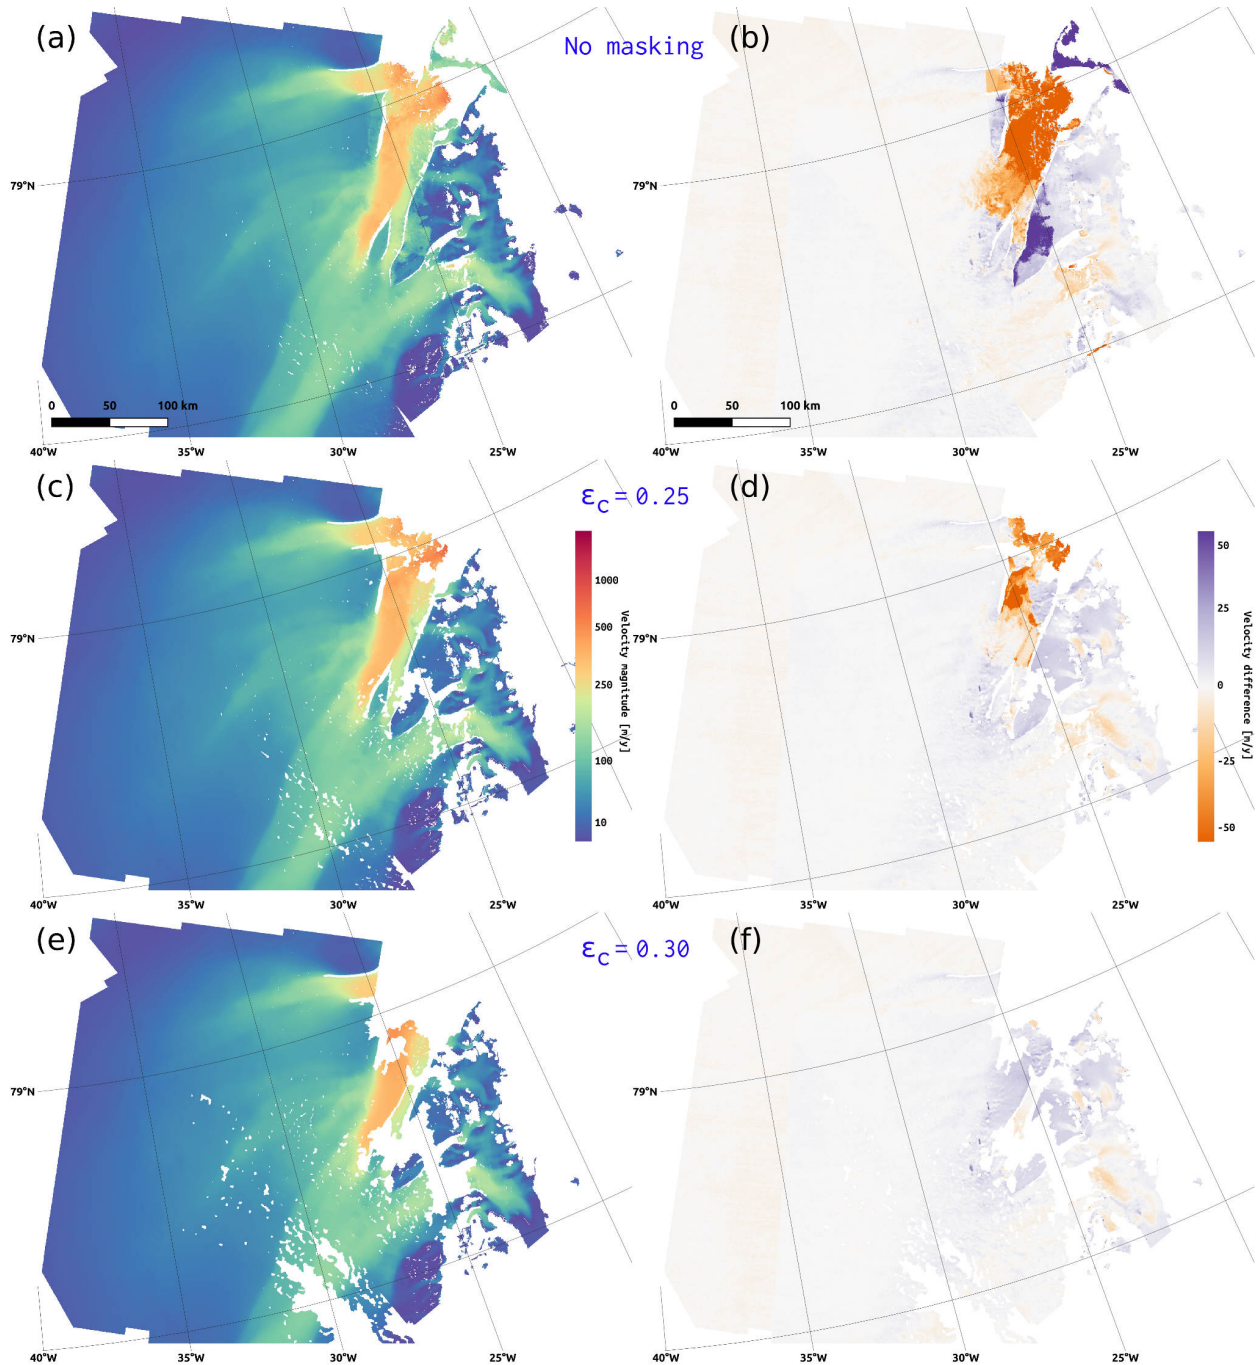 (a)
No masking
(b)
79°N
79°N
0 50 100 km
0 50 100 km
40°W 35°W 30°W 25°W
40°W 35°W 30°W 25°W
(c)
εc = 0.25
(d)
1000
500
250
100
10
Velocity magnitude [m/y]
50
25
0
-25
-50
Velocity difference [m/y]
79°N
79°N
40°W 35°W 30°W 25°W
40°W 35°W 30°W 25°W
(e)
εc = 0.30
(f)
79°N
79°N
40°W 35°W 30°W 25°W
40°W 35°W 30°W 25°W